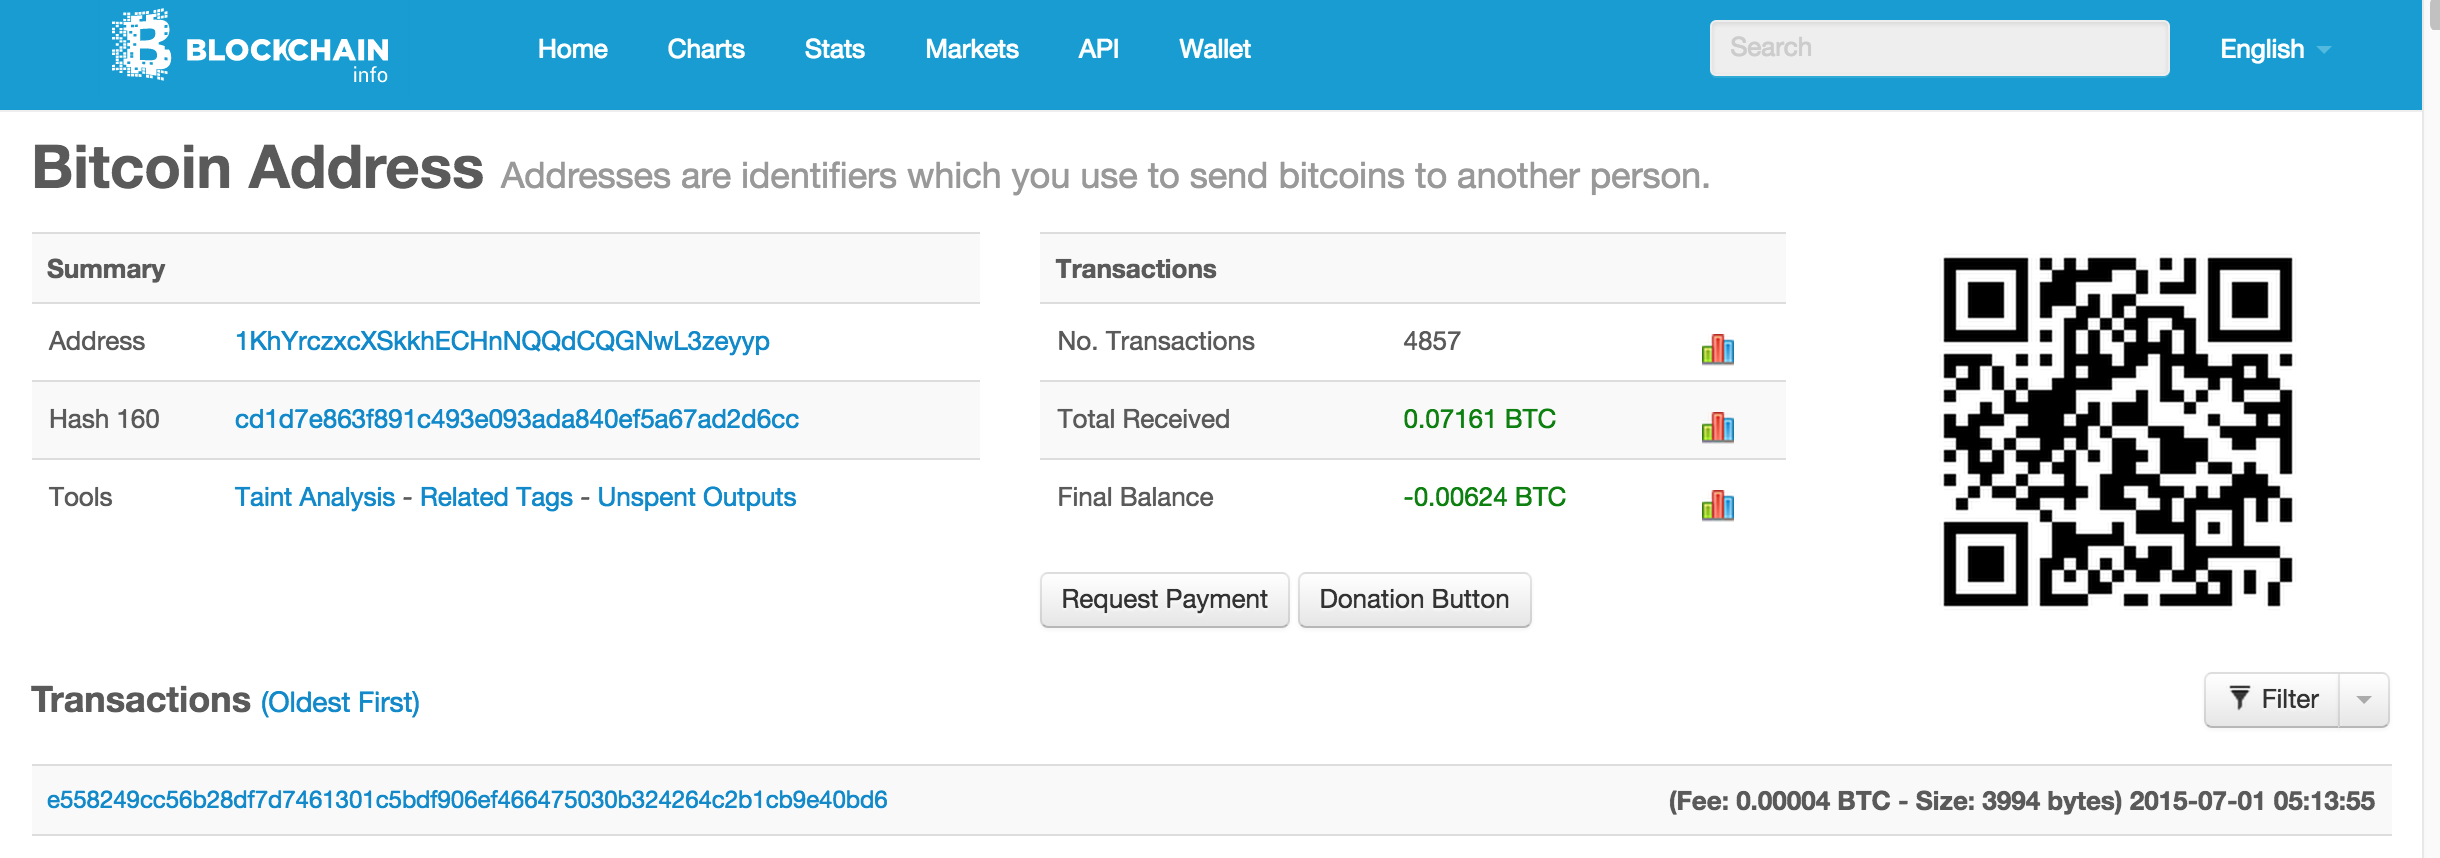 BLOCKCHAIN
info
Home Charts Stats Markets API Wallet
Search
English
Bitcoin Address Addresses are identifiers which you use to send bitcoins to another person.
Summary
Address 1KhYrczxcXSkkhECHnNQQdCQGNwL3zeyyp
Hash 160 cd1d7e863f891c493e093ada840ef5a67ad2d6cc
Tools Taint Analysis - Related Tags - Unspent Outputs
Transactions
No. Transactions 4857
Total Received 0.07161 BTC
Final Balance -0.00624 BTC
Request Payment Donation Button
Transactions (Oldest First)
Filter
e558249cc56b28df7d7461301c5bdf906ef466475030b324264c2b1cb9e40bd6
(Fee: 0.00004 BTC - Size: 3994 bytes) 2015-07-01 05:13:55